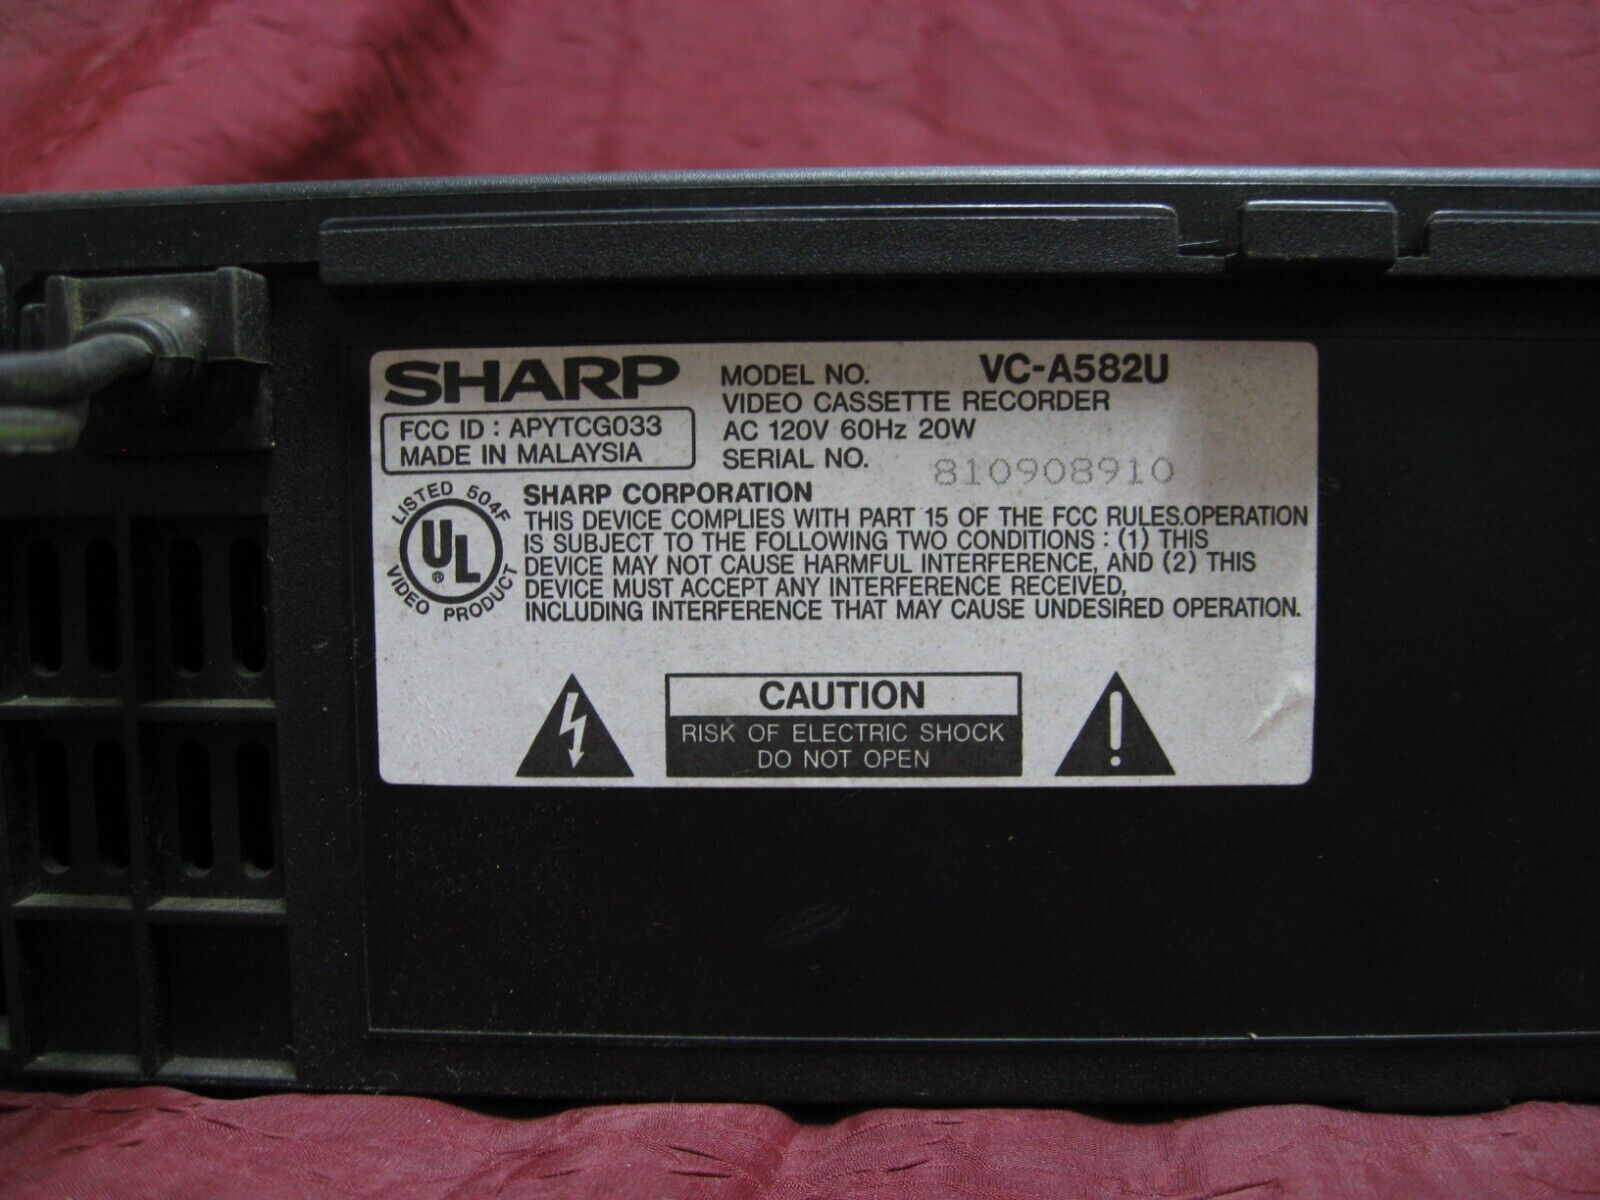 SHARP
MODEL NO. VC-A582U
VIDEO CASSETTE RECORDER
FCC ID : APYTCG033
MADE IN MALAYSIA
AC 120V 60Hz 20W
SERIAL NO. 810908910
LISTED 504F
UL
®
VIDEO PRODUCT
SHARP CORPORATION
THIS DEVICE COMPLIES WITH PART 15 OF THE FCC RULES.OPERATION
IS SUBJECT TO THE FOLLOWING TWO CONDITIONS : (1) THIS
DEVICE MAY NOT CAUSE HARMFUL INTERFERENCE, AND (2) THIS
DEVICE MUST ACCEPT ANY INTERFERENCE RECEIVED,
INCLUDING INTERFERENCE THAT MAY CAUSE UNDESIRED OPERATION.
CAUTION
RISK OF ELECTRIC SHOCK
DO NOT OPEN